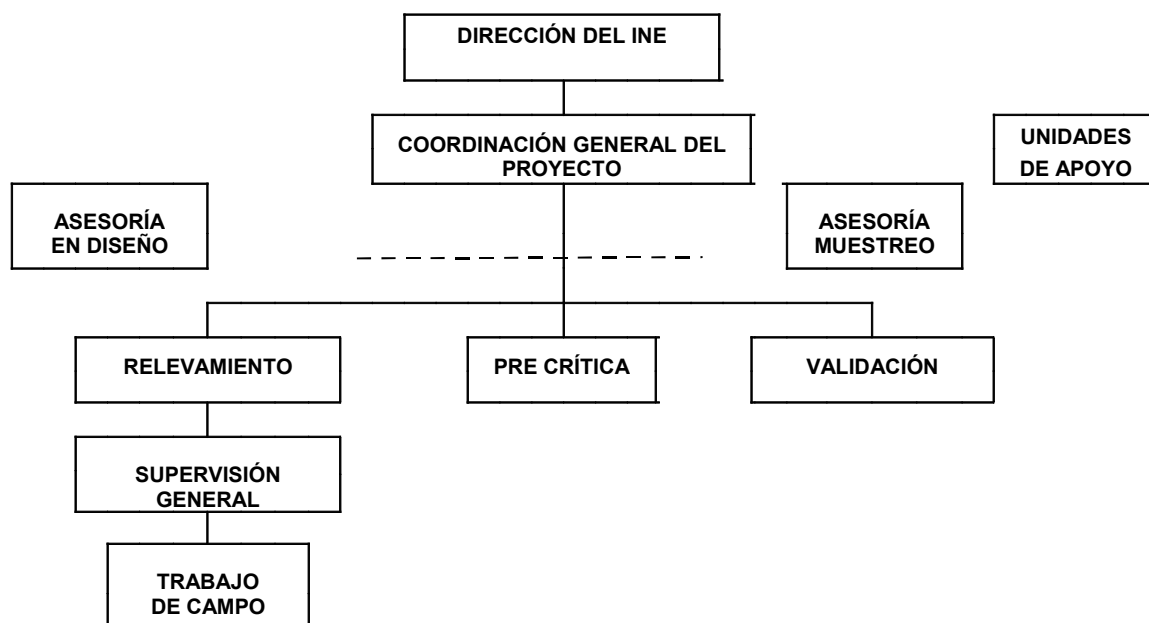 DIRECCIÓN DEL INE
COORDINACIÓN GENERAL DEL
PROYECTO
UNIDADES
DE APOYO
ASESORÍA
EN DISEÑO
ASESORÍA
MUESTREO
RELEVAMIENTO
PRE CRÍTICA
VALIDACIÓN
SUPERVISIÓN
GENERAL
TRABAJO
DE CAMPO